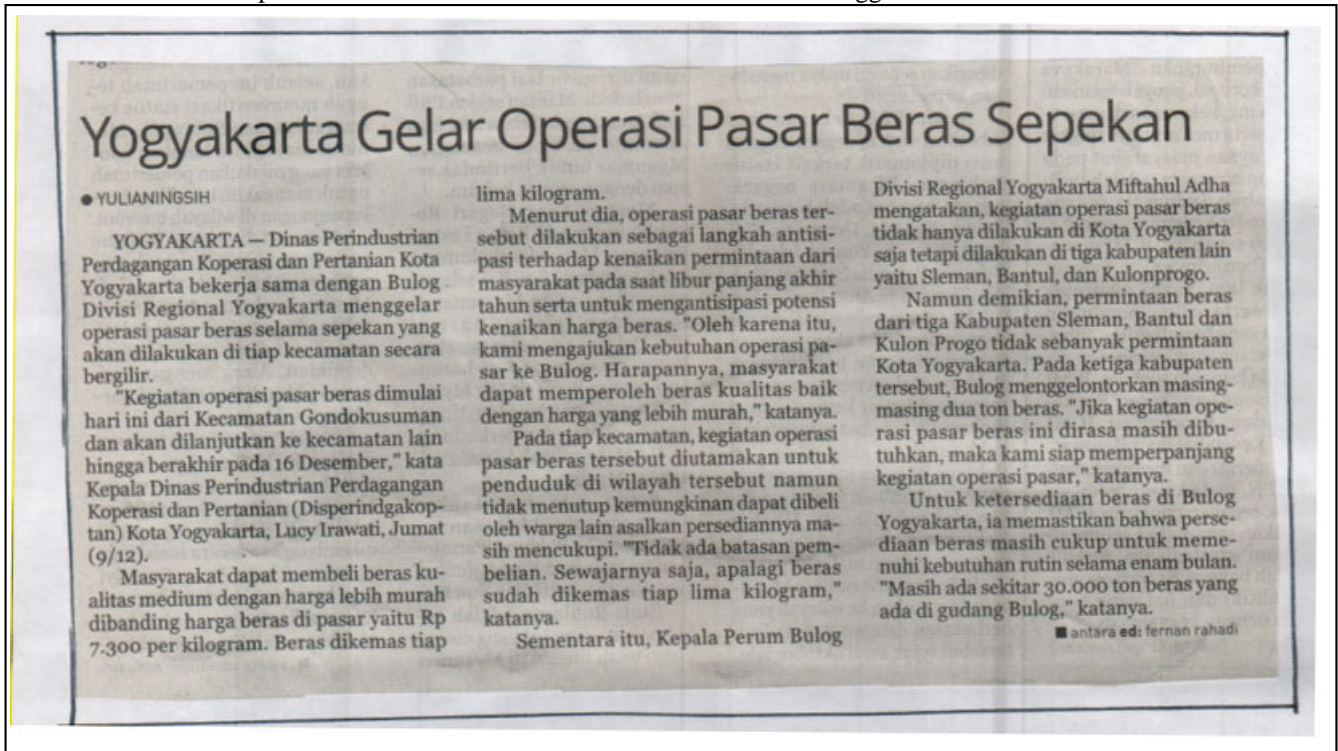 Yogyakarta Gelar Operasi Pasar Beras Sepekan
● YULIANINGSIH
YOGYAKARTA — Dinas Perindustrian
Perdagangan Koperasi dan Pertanian Kota
Yogyakarta bekerja sama dengan Bulog
Divisi Regional Yogyakarta menggelar
operasi pasar beras selama sepekan yang
akan dilakukan di tiap kecamatan secara
bergilir.
"Kegiatan operasi pasar beras dimulai
hari ini dari Kecamatan Gondokusuman
dan akan dilanjutkan ke kecamatan lain
hingga berakhir pada 16 Desember," kata
Kepala Dinas Perindustrian Perdagangan
Koperasi dan Pertanian (Disperindgakop-
tan) Kota Yogyakarta, Lucy Irawati, Jumat
(9/12).
Masyarakat dapat membeli beras ku-
alitas medium dengan harga lebih murah
dibanding harga beras di pasar yaitu Rp
7.300 per kilogram. Beras dikemas tiap
lima kilogram.
Menurut dia, operasi pasar beras ter-
sebut dilakukan sebagai langkah antisi-
pasi terhadap kenaikan permintaan dari
masyarakat pada saat libur panjang akhir
tahun serta untuk mengantisipasi potensi
kenaikan harga beras. "Oleh karena itu,
kami mengajukan kebutuhan operasi pa-
sar ke Bulog. Harapannya, masyarakat
dapat memperoleh beras kualitas baik
dengan harga yang lebih murah," katanya.
Pada tiap kecamatan, kegiatan operasi
pasar beras tersebut diutamakan untuk
penduduk di wilayah tersebut namun
tidak menutup kemungkinan dapat dibeli
oleh warga lain asalkan persediannya ma-
sih mencukupi. "Tidak ada batasan pem-
belian. Sewajarnya saja, apalagi beras
sudah dikemas tiap lima kilogram,"
katanya.
Sementara itu, Kepala Perum Bulog
Divisi Regional Yogyakarta Miftahul Adha
mengatakan, kegiatan operasi pasar beras
tidak hanya dilakukan di Kota Yogyakarta
saja tetapi dilakukan di tiga kabupaten lain
yaitu Sleman, Bantul, dan Kulonprogo.
Namun demikian, permintaan beras
dari tiga Kabupaten Sleman, Bantul dan
Kulon Progo tidak sebanyak permintaan
Kota Yogyakarta. Pada ketiga kabupaten
tersebut, Bulog menggelontorkan masing-
masing dua ton beras. "Jika kegiatan ope-
rasi pasar beras ini dirasa masih dibu-
tuhkan, maka kami siap memperpanjang
kegiatan operasi pasar," katanya.
Untuk ketersediaan beras di Bulog
Yogyakarta, ia memastikan bahwa perse-
diaan beras masih cukup untuk meme-
nuhi kebutuhan rutin selama enam bulan.
"Masih ada sekitar 30.000 ton beras yang
ada di gudang Bulog," katanya.
■ antara ed: fernan rahadi